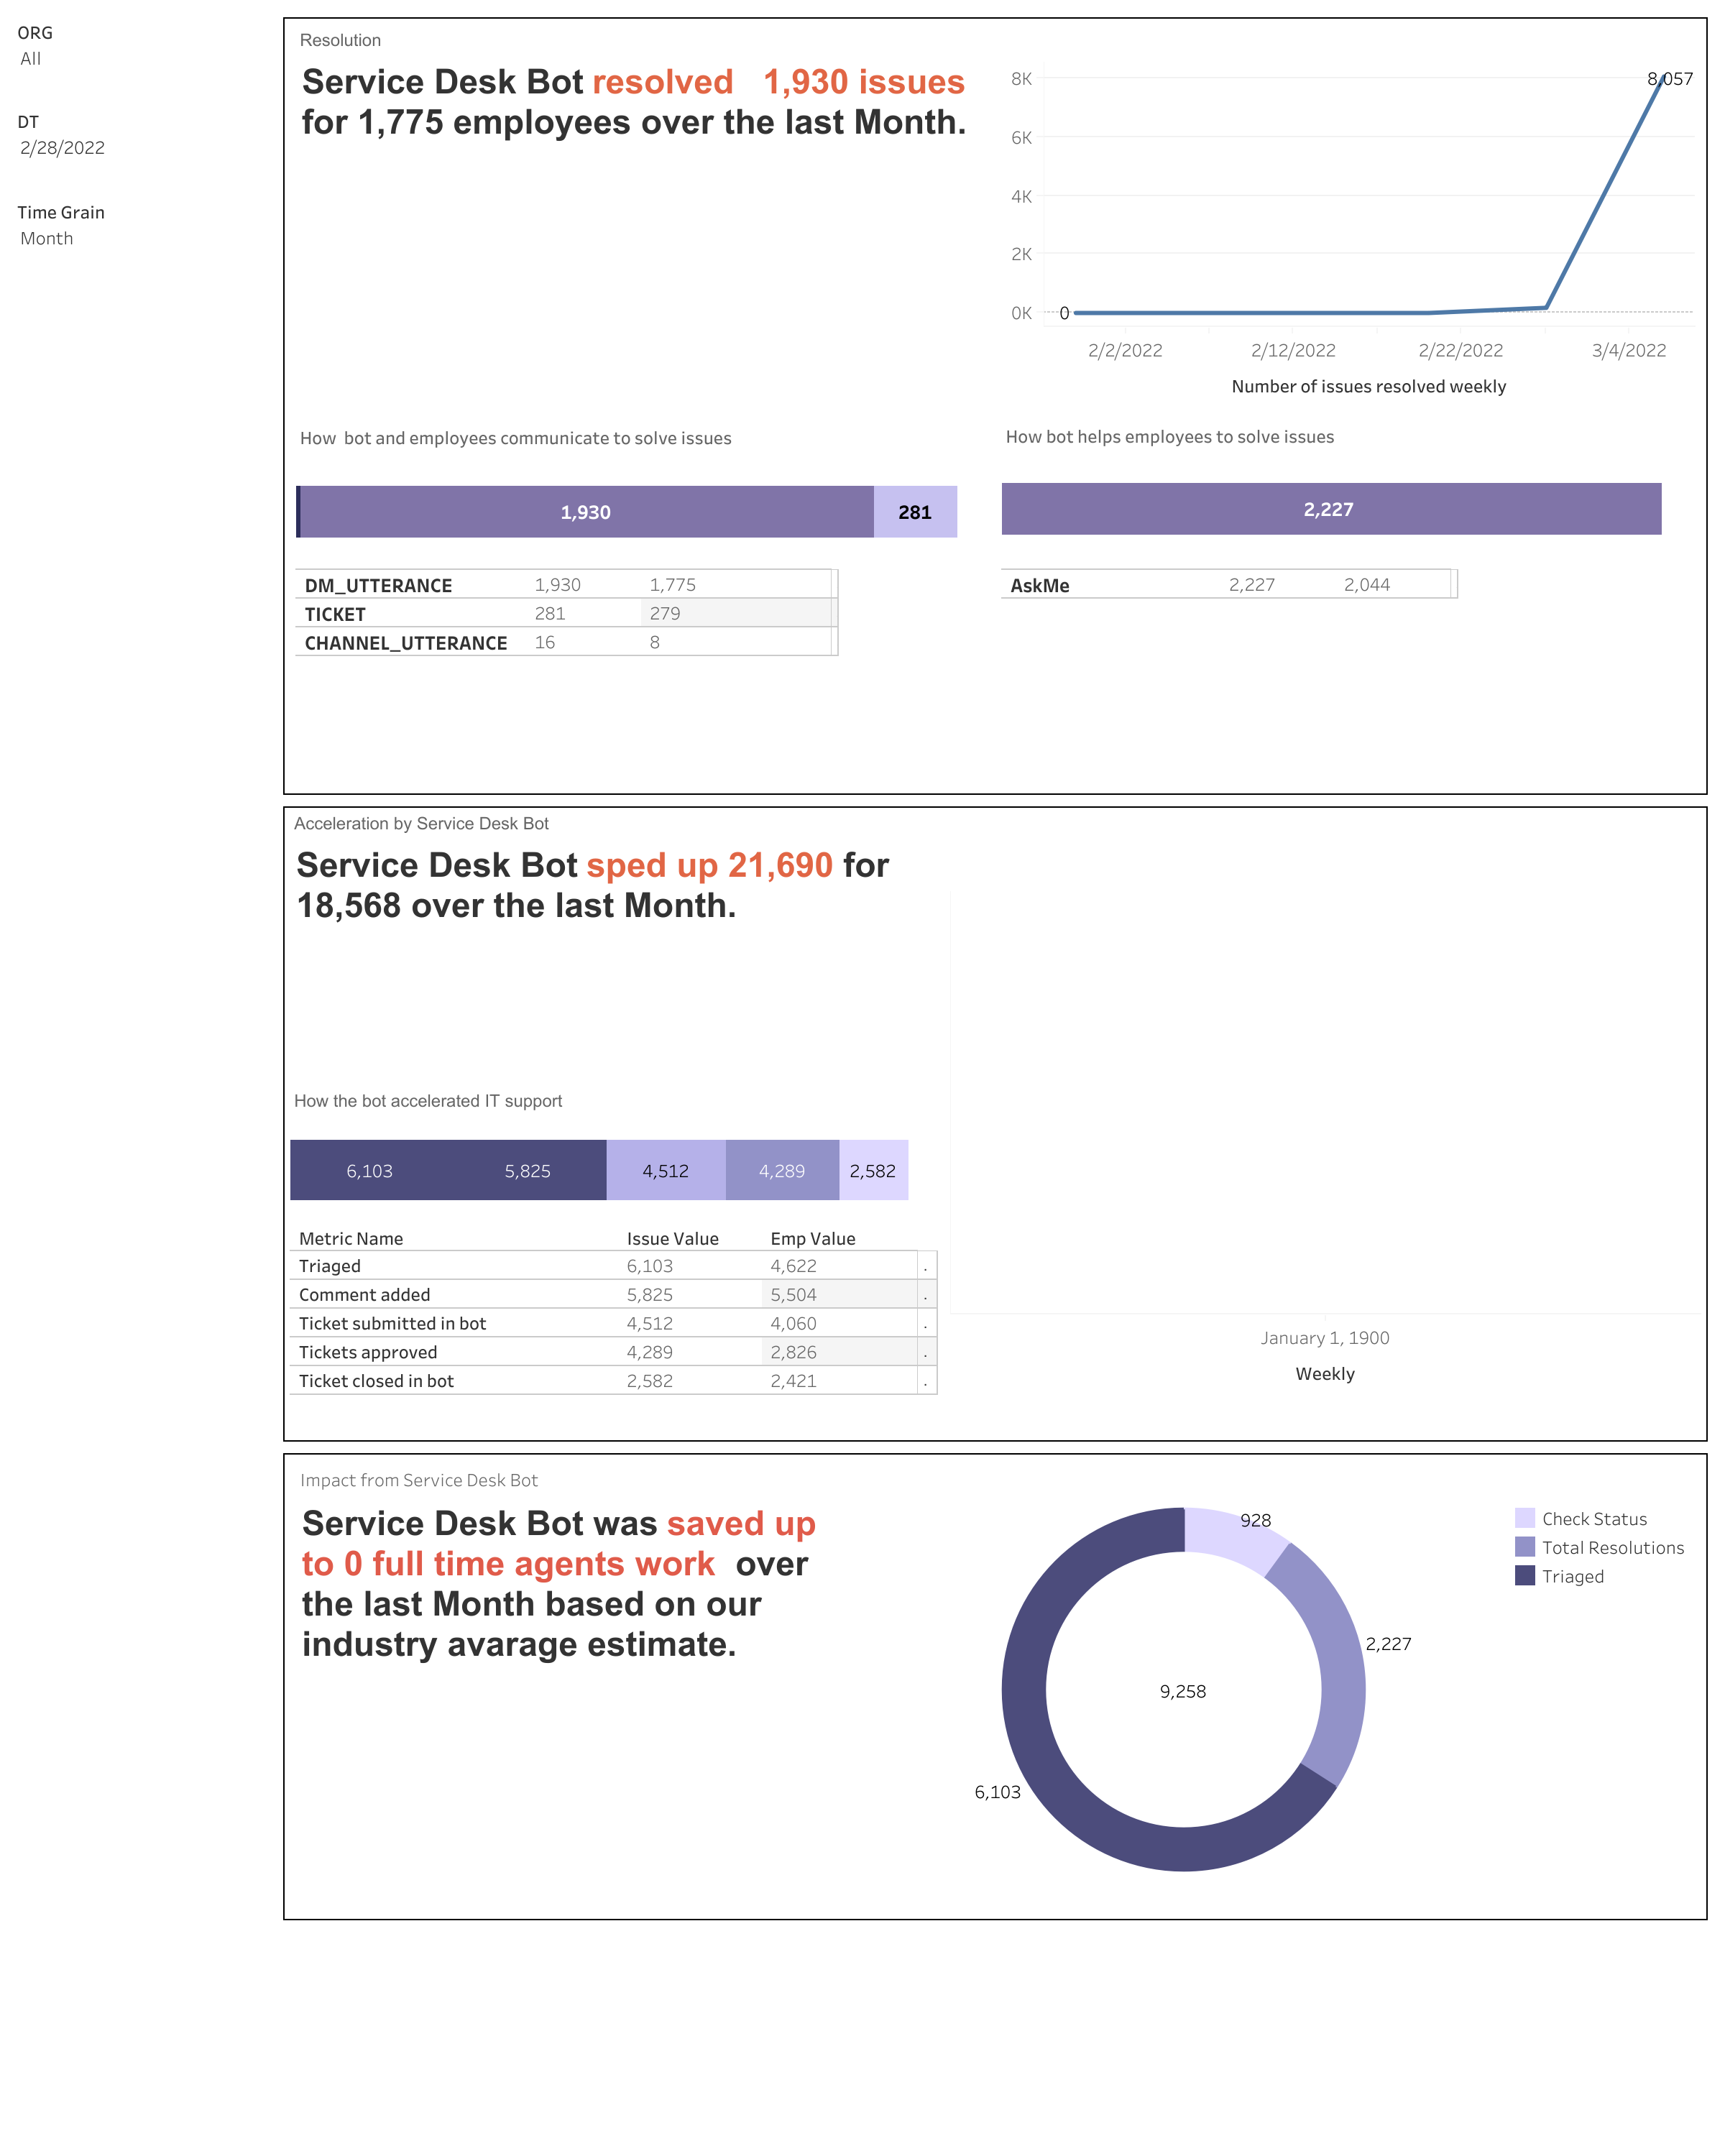 ORG
All
DT
2/28/2022
Time Grain
Month
Resolution
Service Desk Bot resolved 1,930 issues
for 1,775 employees over the last Month.
8K
6K
4K
2K
0K
0
8,057
2/2/2022 2/12/2022 2/22/2022 3/4/2022
Number of issues resolved weekly
How bot and employees communicate to solve issues
1,930 281
DM_UTTERANCE 1,930 1,775
TICKET 281 279
CHANNEL_UTTERANCE 16 8
How bot helps employees to solve issues
2,227
AskMe 2,227 2,044
Acceleration by Service Desk Bot
Service Desk Bot sped up 21,690 for
18,568 over the last Month.
How the bot accelerated IT support
6,103 5,825 4,512 4,289 2,582
Metric Name Issue Value Emp Value
Triaged 6,103 4,622 .
Comment added 5,825 5,504 .
Ticket submitted in bot 4,512 4,060 .
Tickets approved 4,289 2,826 .
Ticket closed in bot 2,582 2,421 .
January 1, 1900
Weekly
Impact from Service Desk Bot
Service Desk Bot was saved up
to 0 full time agents work over
the last Month based on our
industry avarage estimate.
928
2,227
9,258
6,103
Check Status
Total Resolutions
Triaged